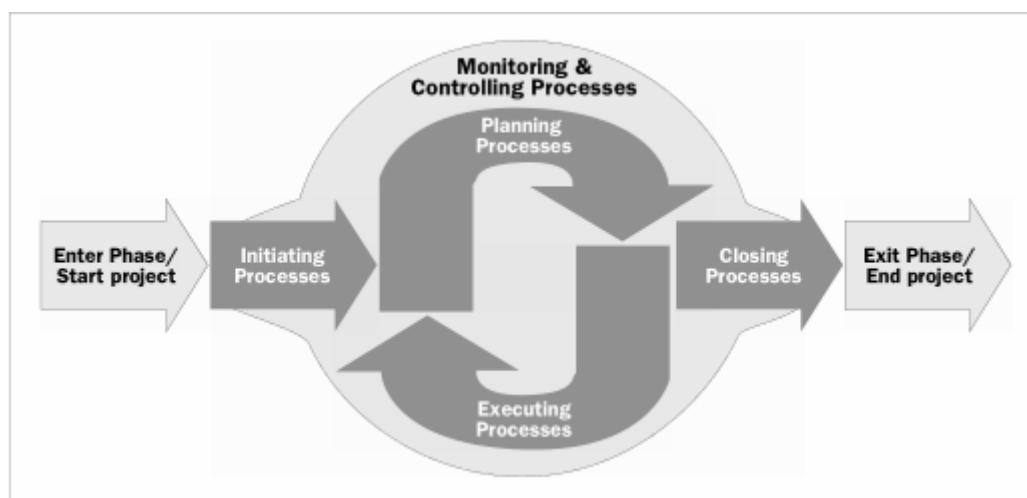 Monitoring &
Controlling Processes
Planning
Processes
Enter Phase/
Start project
Initiating
Processes
Closing
Processes
Exit Phase/
End project
Executing
Processes